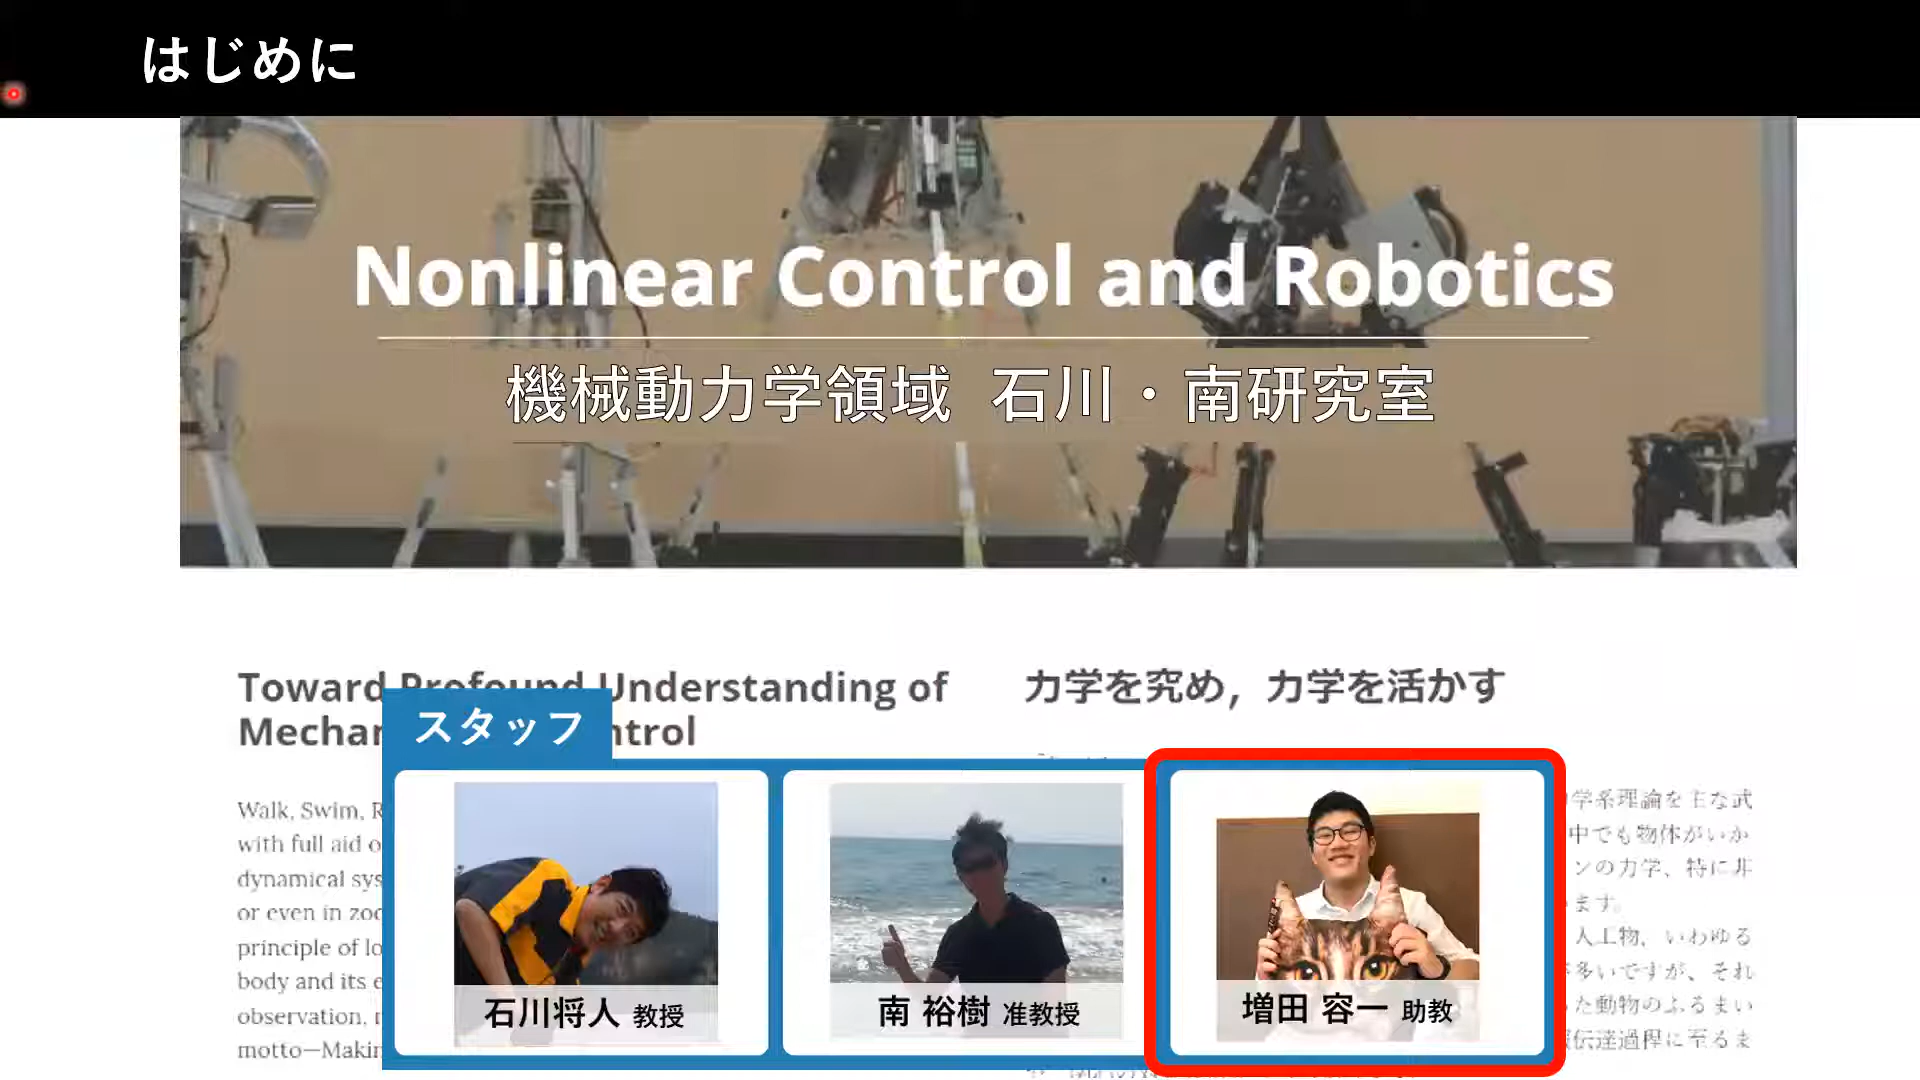 はじめに
Nonlinear Control and Robotics
機械動力学領域 石川・南研究室
Toward Profound Understanding of
Mechan
ntrol
力学を究め，力学を活かす
スタッフ
Walk, Swim, R
with full aid o
dynamical sys
or even in zoo
principle of lo
body and its e
observation, r
motto—Makin
学系理論を主な武
中でも物体がいか
ンの力学、特に非
ます。
人工物、いわゆる
多いですが、それ
た動物のふるまい
伝達過程に至るま
石川将人 教授
南 裕樹 准教授
増田 容一 助教